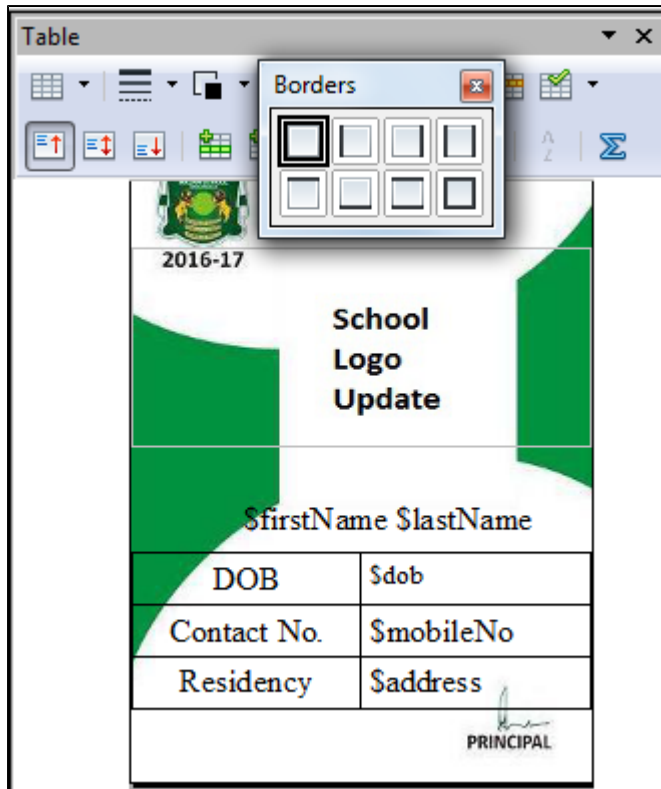 Table
Borders
2016-17
School
Logo
Update
$firstName $lastName
DOB $dob
Contact No. $mobileNo
Residency $address
PRINCIPAL